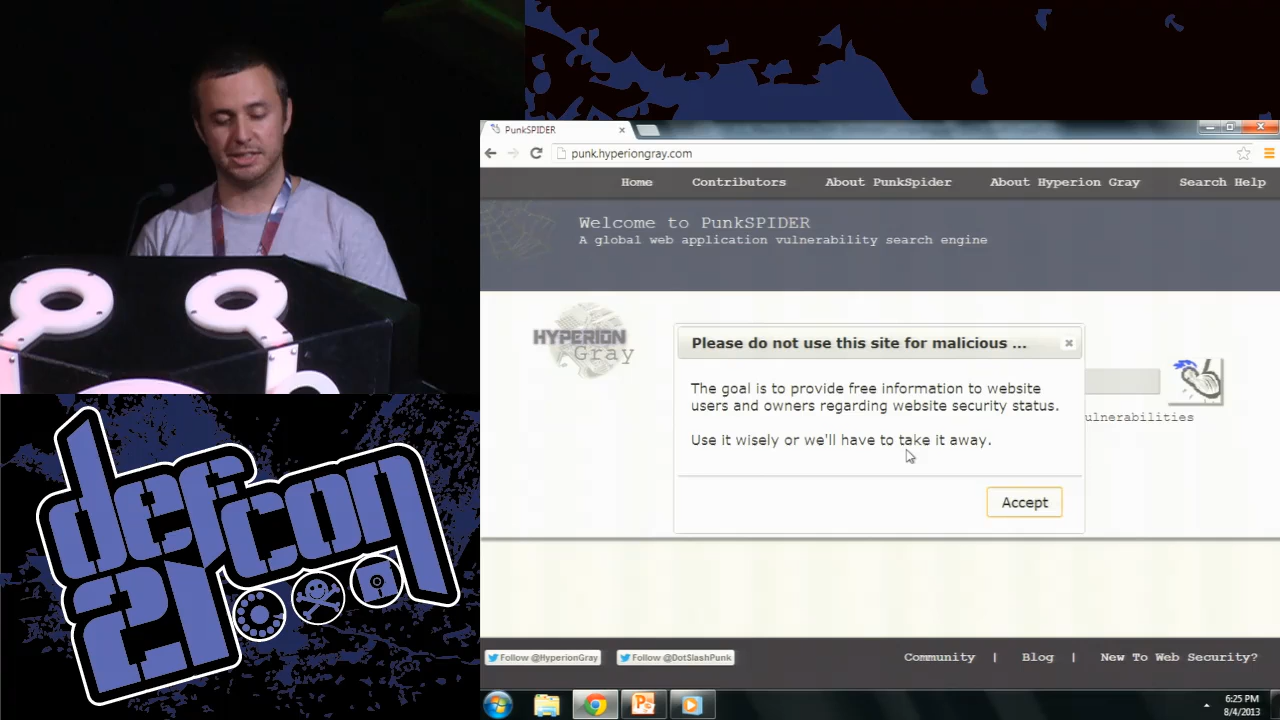 PunkSPIDER
punk.hyperiongray.com
Home
Contributors
About PunkSpider
About Hyperion Gray
Search Help
Welcome to PunkSPIDER
A global web application vulnerability search engine
HYPERION
Gray
Please do not use this site for malicious ...
The goal is to provide free information to website
users and owners regarding website security status.
Use it wisely or we'll have to take it away.
Accept
ulnerabilities
defcon
21
Follow @HyperionGray
Follow @DotSlashPunk
Community | Blog | New To Web Security?
6:25 PM
8/4/2013